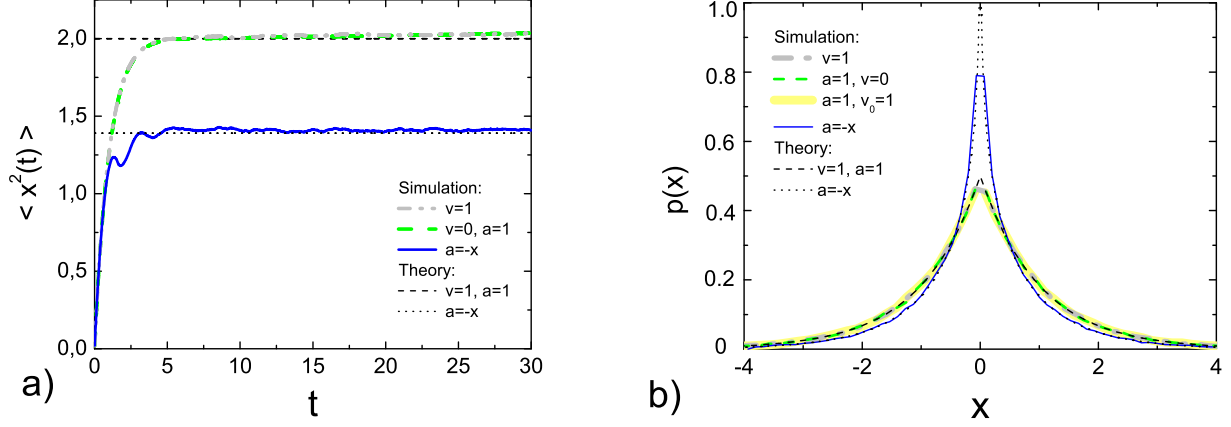 < x²(t) >
2,0
1,5
1,0
0,5
0,0
0
5
10
15
20
25
30
t
a)
Simulation:
v=1
v=0, a=1
a=-x
Theory:
v=1, a=1
a=-x
p(x)
1.0
0.8
0.6
0.4
0.2
0
-4
-2
0
2
4
x
b)
Simulation:
v=1
a=1, v=0
a=1, v₀=1
a=-x
Theory:
v=1, a=1
a=-x